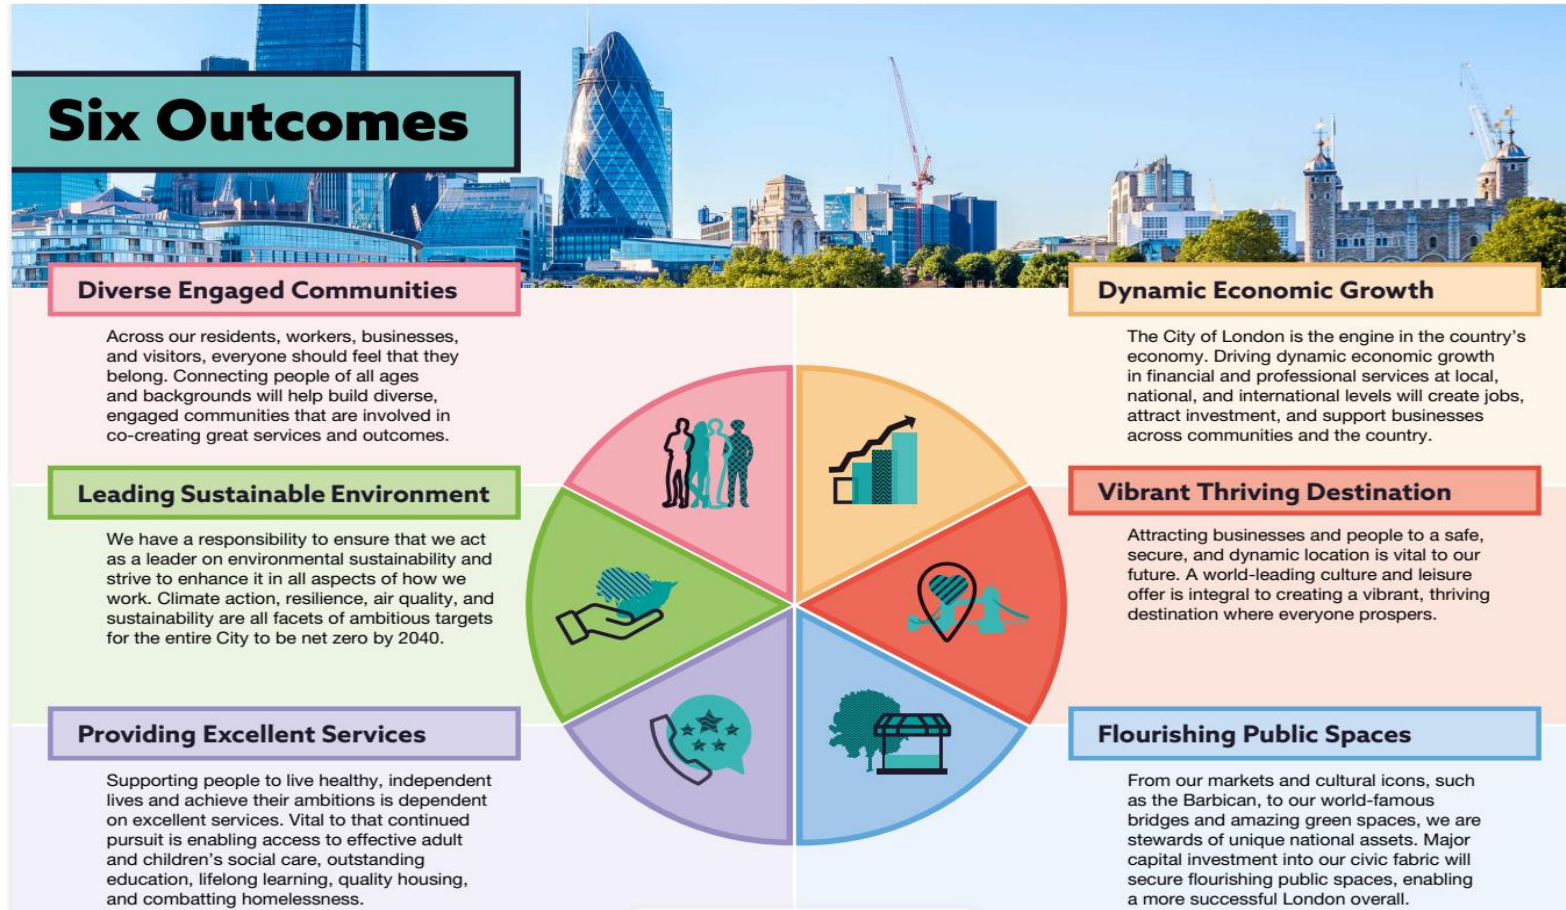 Six Outcomes
Diverse Engaged Communities
Across our residents, workers, businesses,
and visitors, everyone should feel that they
belong. Connecting people of all ages
and backgrounds will help build diverse,
engaged communities that are involved in
co-creating great services and outcomes.
Leading Sustainable Environment
We have a responsibility to ensure that we act
as a leader on environmental sustainability and
strive to enhance it in all aspects of how we
work. Climate action, resilience, air quality, and
sustainability are all facets of ambitious targets
for the entire City to be net zero by 2040.
Providing Excellent Services
Supporting people to live healthy, independent
lives and achieve their ambitions is dependent
on excellent services. Vital to that continued
pursuit is enabling access to effective adult
and children’s social care, outstanding
education, lifelong learning, quality housing,
and combatting homelessness.
Dynamic Economic Growth
The City of London is the engine in the country’s
economy. Driving dynamic economic growth
in financial and professional services at local,
national, and international levels will create jobs,
attract investment, and support businesses
across communities and the country.
Vibrant Thriving Destination
Attracting businesses and people to a safe,
secure, and dynamic location is vital to our
future. A world-leading culture and leisure
offer is integral to creating a vibrant, thriving
destination where everyone prospers.
Flourishing Public Spaces
From our markets and cultural icons, such
as the Barbican, to our world-famous
bridges and amazing green spaces, we are
stewards of unique national assets. Major
capital investment into our civic fabric will
secure flourishing public spaces, enabling
a more successful London overall.